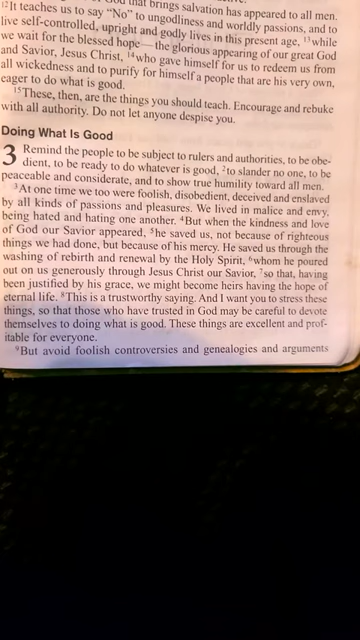 God that brings salvation has appeared to all men.
12It teaches us to say “No” to ungodliness and worldly passions, and to
live self-controlled, upright and godly lives in this present age, 13while
we wait for the blessed hope—the glorious appearing of our great God
and Savior, Jesus Christ, 14who gave himself for us to redeem us from
all wickedness and to purify for himself a people that are his very own,
eager to do what is good.
15These, then, are the things you should teach. Encourage and rebuke
with all authority. Do not let anyone despise you.
Doing What Is Good
3 Remind the people to be subject to rulers and authorities, to be obe-
dient, to be ready to do whatever is good, 2to slander no one, to be
peaceable and considerate, and to show true humility toward all men.
3At one time we too were foolish, disobedient, deceived and enslaved
by all kinds of passions and pleasures. We lived in malice and envy,
being hated and hating one another. 4But when the kindness and love
of God our Savior appeared, 5he saved us, not because of righteous
things we had done, but because of his mercy. He saved us through the
washing of rebirth and renewal by the Holy Spirit, 6whom he poured
out on us generously through Jesus Christ our Savior, 7so that, having
been justified by his grace, we might become heirs having the hope of
eternal life. 8This is a trustworthy saying. And I want you to stress these
things, so that those who have trusted in God may be careful to devote
themselves to doing what is good. These things are excellent and prof-
itable for everyone.
9But avoid foolish controversies and genealogies and arguments